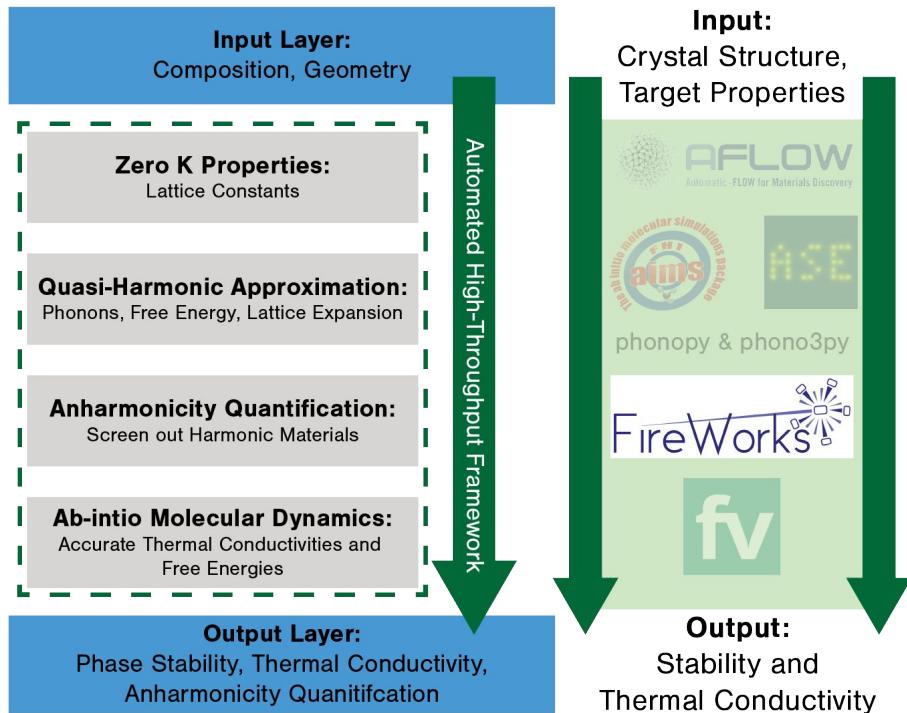 Input Layer:
Composition, Geometry
Zero K Properties:
Lattice Constants
Quasi-Harmonic Approximation:
Phonons, Free Energy, Lattice Expansion
Anharmonicity Quantification:
Screen out Harmonic Materials
Ab-intio Molecular Dynamics:
Accurate Thermal Conductivities and
Free Energies
Automated High-Throughput Framework
Output Layer:
Phase Stability, Thermal Conductivity,
Anharmonicity Quanitifcation
Input:
Crystal Structure,
Target Properties
AFLOW
Automatic -FLOW for Materials Discovery
The ab initio molecular simulations package
FHI
aims
ASE
phonopy & phono3py
FireWorks
fv
Output:
Stability and
Thermal Conductivity